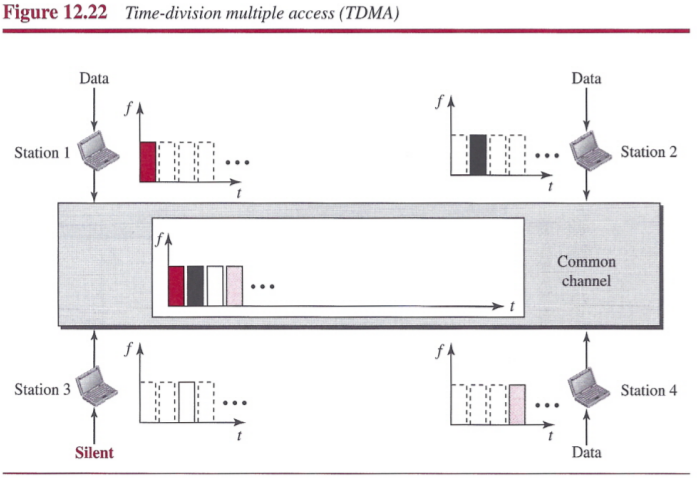 Figure 12.22 Time-division multiple access (TDMA)
Data
Data
f
f
Station 1
Station 2
•••
•••
t
t
f
Common
channel
•••
t
f
f
Station 3
Station 4
•••
•••
t
t
Silent
Data